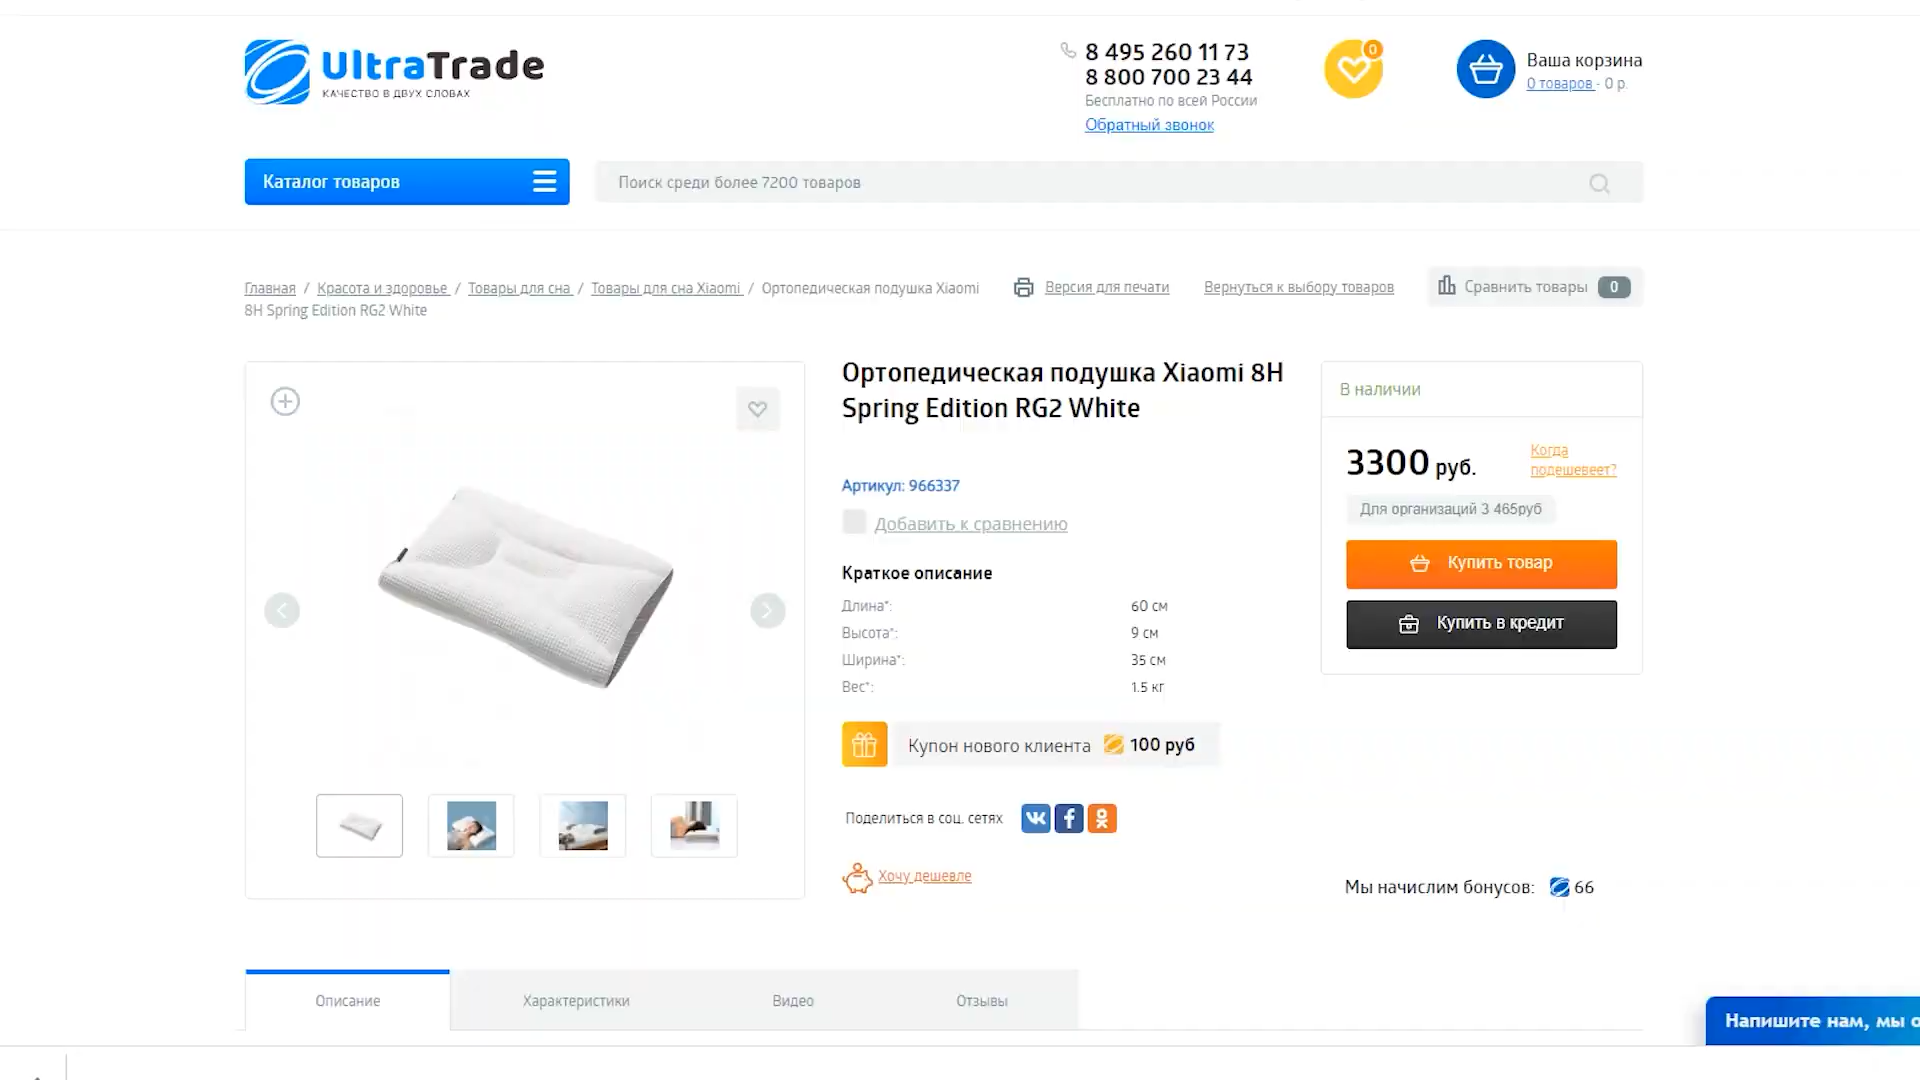 UltraTrade
КАЧЕСТВО В ДВУХ СЛОВАХ
8 495 260 11 73
8 800 700 23 44
Бесплатно по всей России
Обратный звонок
0
Ваша корзина
0 товаров - 0 р.
Каталог товаров
Поиск среди более 7200 товаров
Главная / Красота и здоровье / Товары для сна / Товары для сна Xiaomi / Ортопедическая подушка Xiaomi
8H Spring Edition RG2 White
Версия для печати
Вернуться к выбору товаров
Сравнить товары 0
Ортопедическая подушка Xiaomi 8H
Spring Edition RG2 White
Артикул: 966337
Добавить к сравнению
Краткое описание
Длина*: 60 см
Высота*: 9 см
Ширина*: 35 см
Вес*: 1.5 кг
Купон нового клиента 100 руб
Поделиться в соц. сетях
Хочу дешевле
В наличии
3300 руб.
Когда
подешевеет?
Для организаций 3 465руб
Купить товар
Купить в кредит
Мы начислим бонусов: 66
Описание
Характеристики
Видео
Отзывы
Напишите нам, мы о